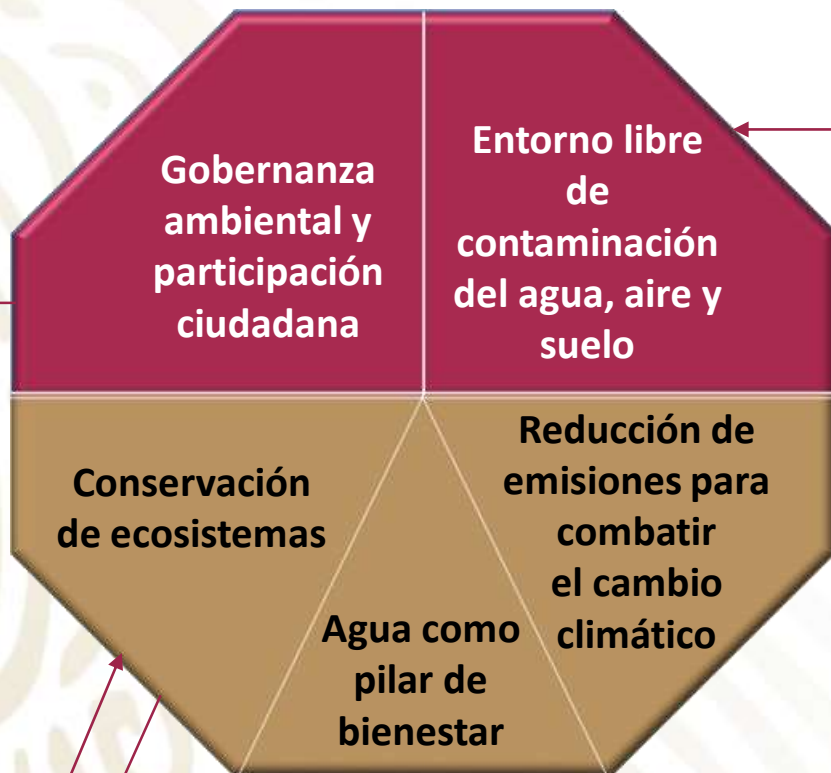 Gobernanza
ambiental y
participación
ciudadana
Entorno libre
de
contaminación
del agua, aire y
suelo
Conservación
de ecosistemas
Agua como
pilar de
bienestar
Reducción de
emisiones para
combatir
el cambio
climático